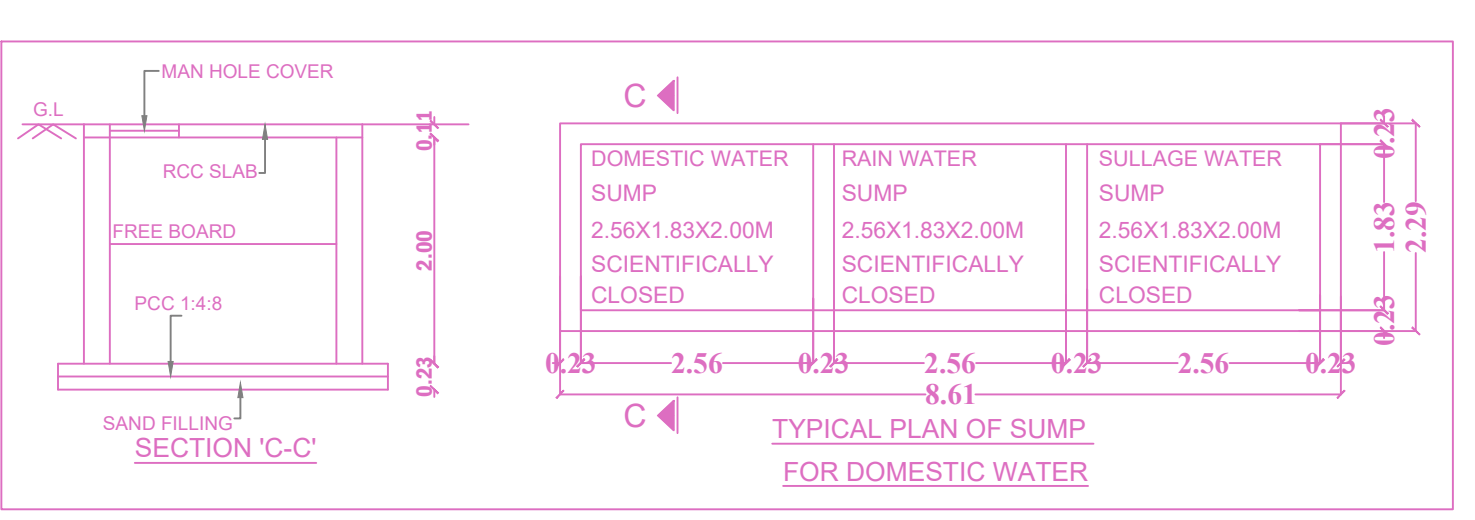 MAN HOLE COVER
G.L
0.11
RCC SLAB
FREE BOARD
2.00
PCC 1:4:8
0.23
SAND FILLING
SECTION 'C-C'
C
DOMESTIC WATER
SUMP
2.56X1.83X2.00M
SCIENTIFICALLY
CLOSED
RAIN WATER
SUMP
2.56X1.83X2.00M
SCIENTIFICALLY
CLOSED
SULLAGE WATER
SUMP
2.56X1.83X2.00M
SCIENTIFICALLY
CLOSED
0.23
1.83
2.29
0.23
0.23 2.56 0.23 2.56 0.23 2.56 0.23
8.61
C
TYPICAL PLAN OF SUMP
FOR DOMESTIC WATER